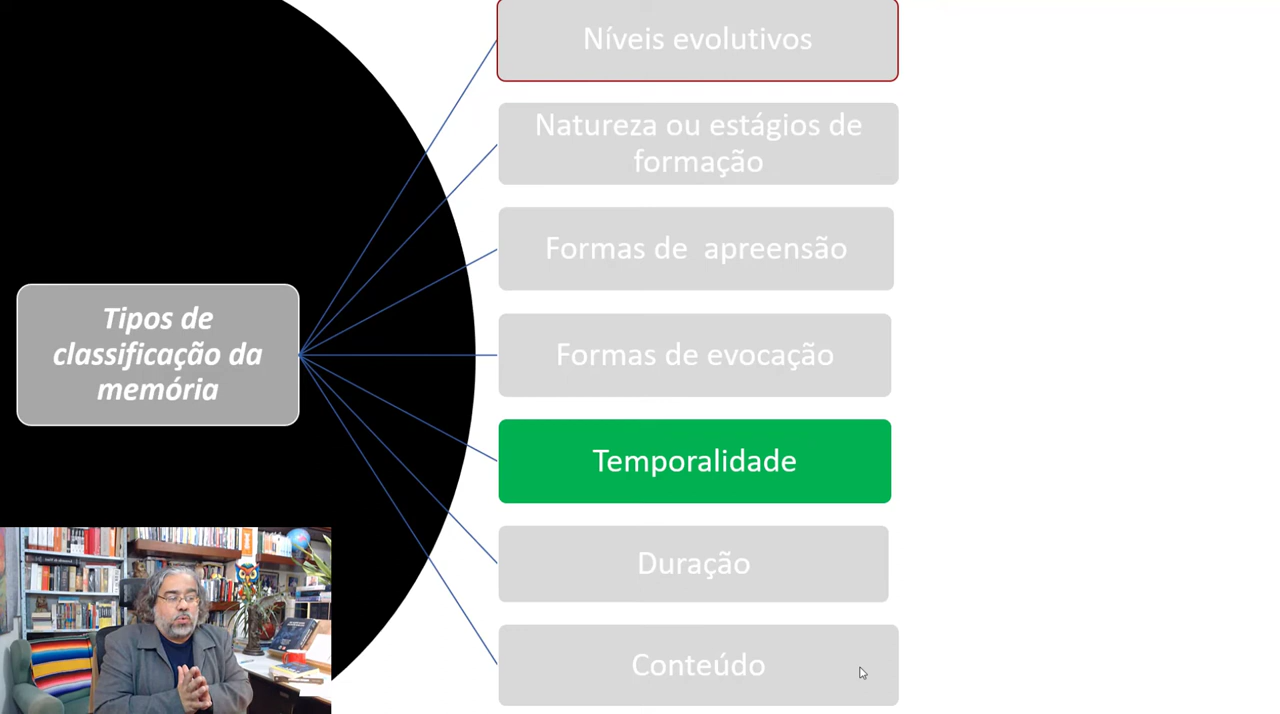 Níveis evolutivos
Natureza ou estágios de
formação
Formas de  apreensão
Tipos de
classificação da
memória
Formas de evocação
Temporalidade
Duração
Conteúdo